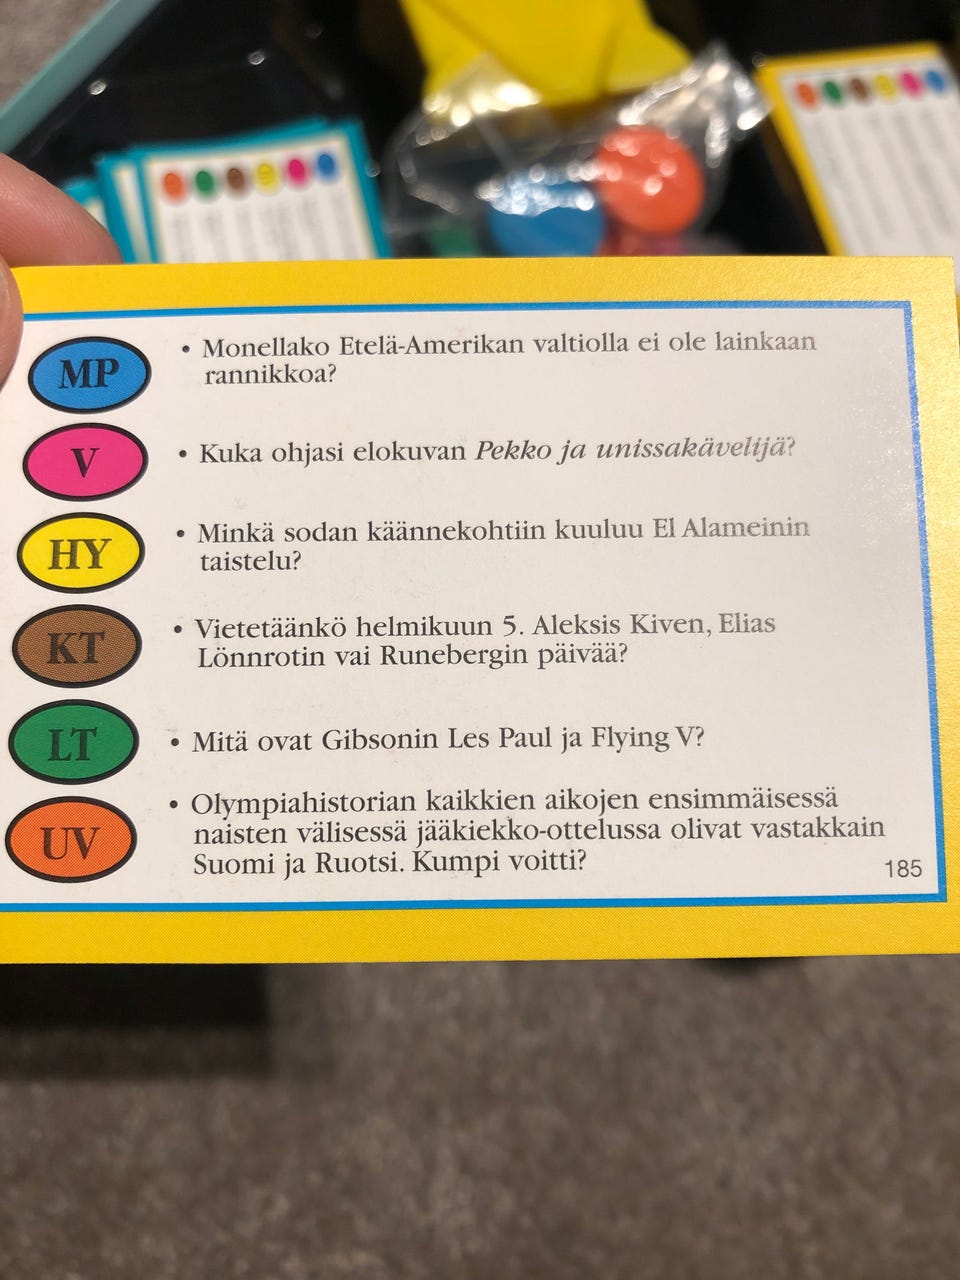 MP
• Monellako Etelä-Amerikan valtiolla ei ole lainkaan
rannikkoa?
V
• Kuka ohjasi elokuvan Pekko ja unissakävelijä?
HY
• Minkä sodan käännekohtiin kuuluu El Alameinin
taistelu?
KT
• Vietetäänkö helmikuun 5. Aleksis Kiven, Elias
Lönnrotin vai Runebergin päivää?
LT
• Mitä ovat Gibsonin Les Paul ja Flying V?
UV
• Olympiahistorian kaikkien aikojen ensimmäisessä
naisten välisessä jääkiekko-ottelussa olivat vastakkain
Suomi ja Ruotsi. Kumpi voitti?
185